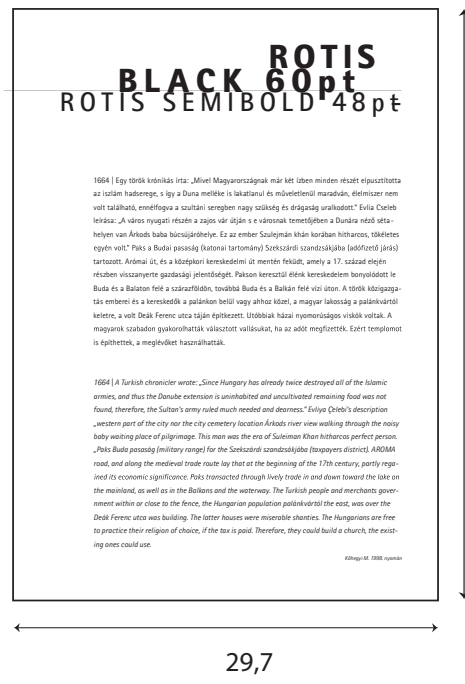 ROTIS
BLACK 60pt
ROTIS SEMIBOLD 48pt
1664 | Egy török krónikás írta: „Mivel Magyarországnak már két ízben minden részét elpusztította
az iszlám hadserege, s így a Duna melléke is lakatlanul és műveletlenül maradván, élelmiszer nem
volt található, ennélfogva a szultáni seregben nagy szükség és drágaság uralkodott.” Evlia Cseleb
leírása: „A város nyugati részén a zajos vár útján s e városnak temetőjében a Dunára néző séta-
helyen van Árkods baba búcsújáróhelye. Ez az ember Szulejmán khán korában hitharcos, tökéletes
egyén volt.” Paks a Budai pasaság (katonai tartomány) Szekszárdi szandzsákjába (adófizető járás)
tartozott. Arómai út, és a középkori kereskedelmi út mentén feküdt, amely a 17. század elején
részben visszanyerte gazdasági jelentőségét. Pakson keresztül élénk kereskedelem bonyolódott le
Buda és a Balaton felé a szárazföldön, továbbá Buda és a Balkán felé vízi úton. A török közigazga-
tás emberei és a kereskedők a palánkon belül vagy ahhoz közel, a magyar lakosság a palánkvártól
keletre, a volt Deák Ferenc utca táján építkezett. Utóbbiak házai nyomorúságos viskók voltak. A
magyarok szabadon gyakorolhatták választott vallásukat, ha az adót megfizették. Ezért templomot
is építhettek, a meglévőket használhatták.
1664 | A Turkish chronicler wrote: „Since Hungary has already twice destroyed all of the Islamic
armies, and thus the Danube extension is uninhabited and uncultivated remaining food was not
found, therefore, the Sultan's army ruled much needed and dearness.” Evliya Çelebi's description
„western part of the city nor the city cemetery location Árkods river view walking through the noisy
baby waiting place of pilgrimage. This man was the era of Suleiman Khan hitharcos perfect person.
„Paks Buda pasaság (military range) for the Szekszárdi szandzsákjába (taxpayers district). AROMA
road, and along the medieval trade route lay that at the beginning of the 17th century, partly rega-
ined its economic significance. Paks transacted through lively trade in and down toward the lake on
the mainland, as well as in the Balkans and the waterway. The Turkish people and merchants gover-
nment within or close to the fence, the Hungarian population palánkvártól the east, was over the
Deák Ferenc utca was building. The latter houses were miserable shanties. The Hungarians are free
to practice their religion of choice, if the tax is paid. Therefore, they could build a church, the exist-
ing ones could use.
Kőhegyi M. 1998. nyomán
29,7